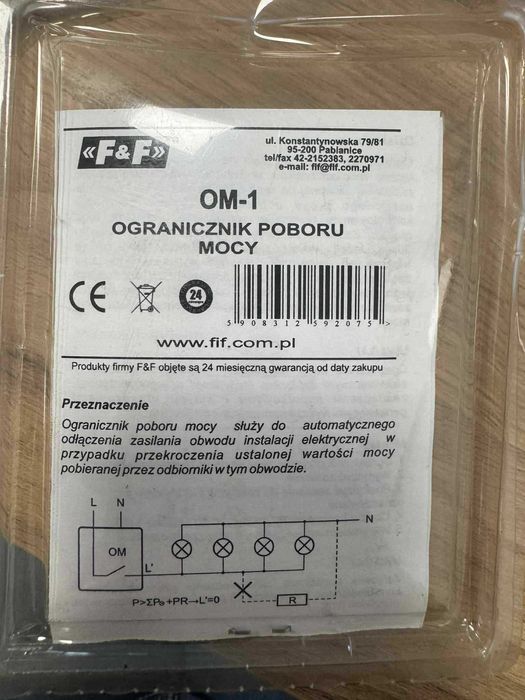 «F&F»
ul. Konstantynowska 79/81
95-200 Pabianice
tel/fax 42-2152383, 2270971
e-mail: fif@fif.com.pl
OM-1
OGRANICZNIK POBORU
MOCY
CE
24
5 908312 592075 >
www.fif.com.pl
Produkty firmy F&F objęte są 24 miesięczną gwarancją od daty zakupu
Przeznaczenie
Ogranicznik poboru mocy służy do automatycznego
odłączenia zasilania obwodu instalacji elektrycznej w
przypadku przekroczenia ustalonej wartości mocy
pobieranej przez odbiorniki w tym obwodzie.
L N
N
OM
L'
R